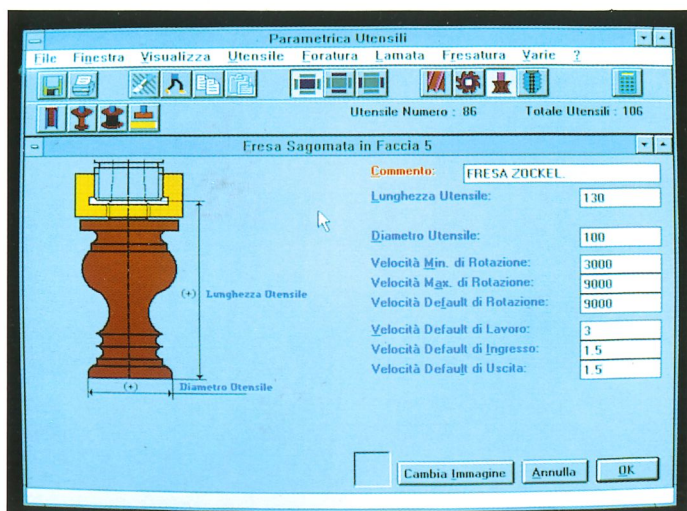 Parametrica Utensili
File Finestra Visualizza Utensile Foratura Lamata Fresatura Varie ?
Utensile Numero : 86 Totale Utensili : 106
Fresa Sagomata in Faccia 5
Commento: FRESA ZOCKEL.
Lunghezza Utensile: 130
Diametro Utensile: 100
Velocità Min. di Rotazione: 3000
Velocità Max. di Rotazione: 9000
Velocità Default di Rotazione: 9000
Velocità Default di Lavoro: 3
Velocità Default di Ingresso: 1.5
Velocità Default di Uscita: 1.5
(+) Lunghezza Utensile
(+) Diametro Utensile
Cambia Immagine Annulla OK